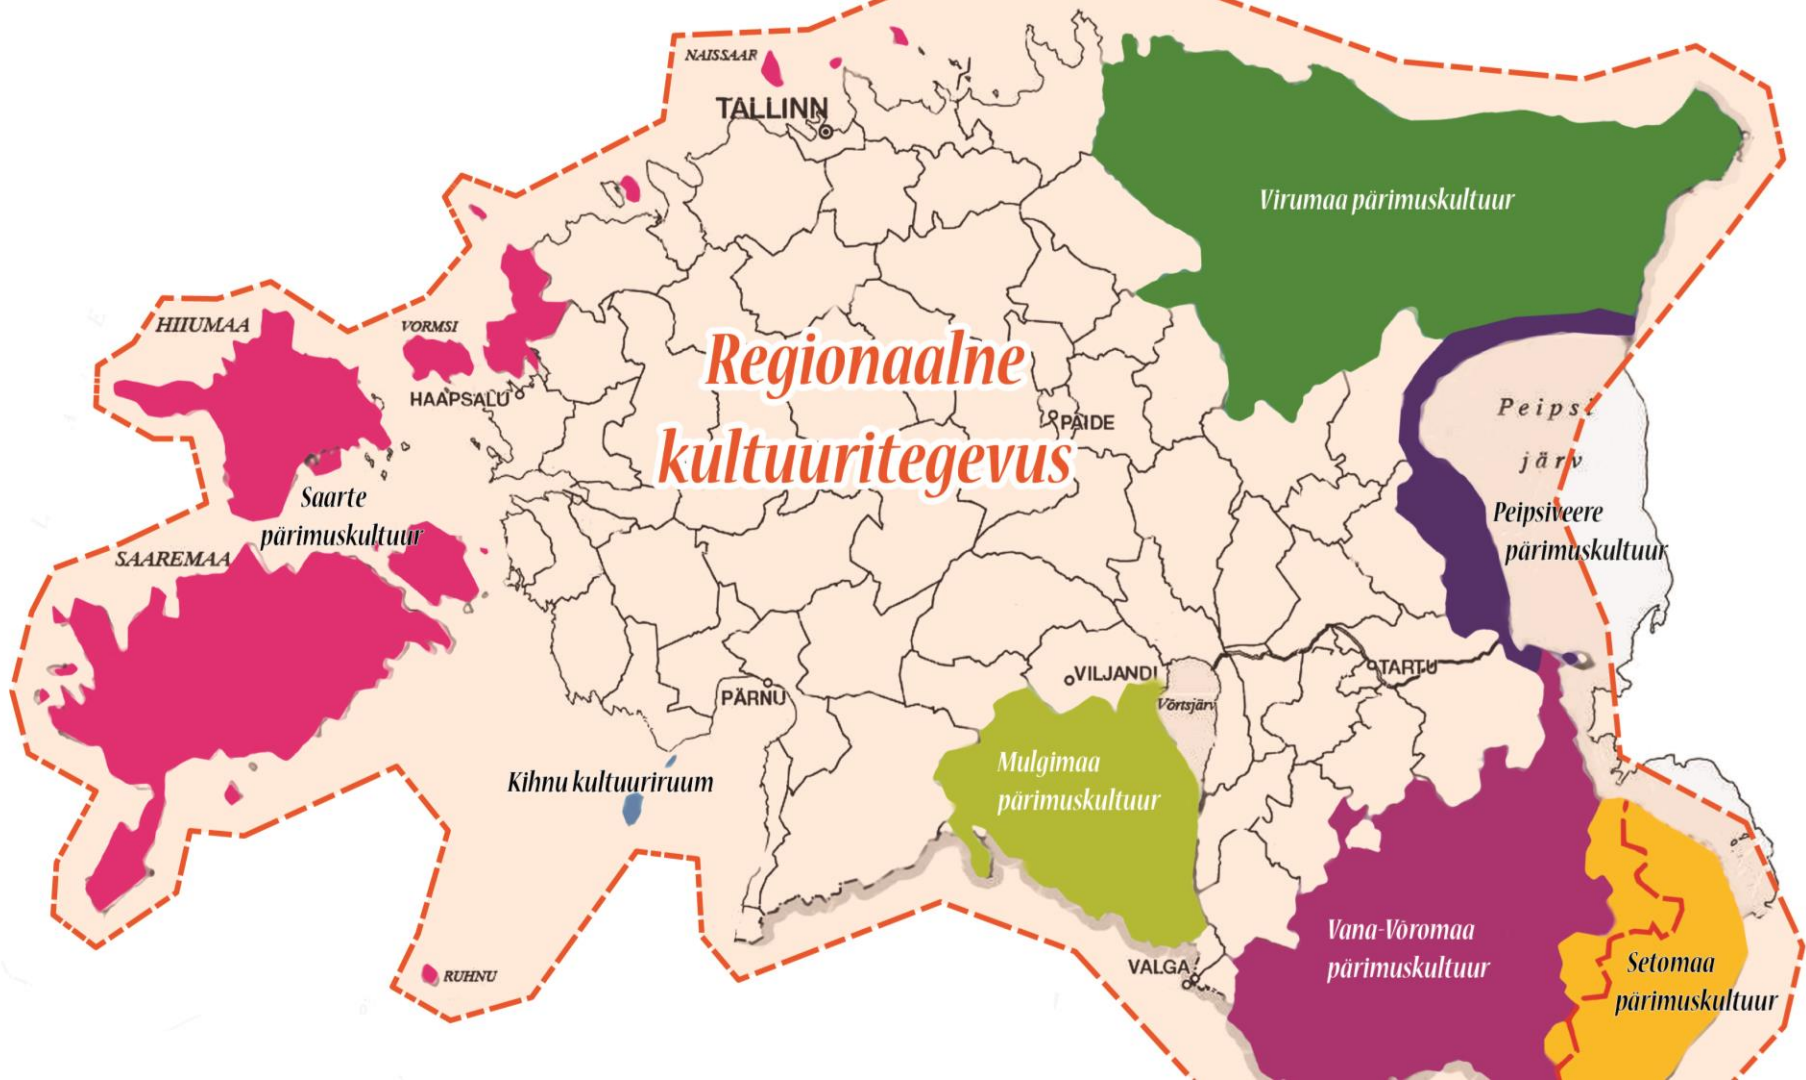 NAISSAAR
TALLINN
Virumaa pärimuskultuur
HIIUMAA
VORMSI
HAAPSALU
Regionaalne
kultuuritegevus
PAIDE
Peipsi
järv
Saarte
pärimuskultuur
Peipsiveere
pärimuskultuur
SAAREMAA
VILJANDI
TARTU
PÄRNU
Võrtsjärv
Kihnu kultuuriruum
Mulgimaa
pärimuskultuur
Vana-Võromaa
pärimuskultuur
VALGA
Setomaa
pärimuskultuur
RUHNU